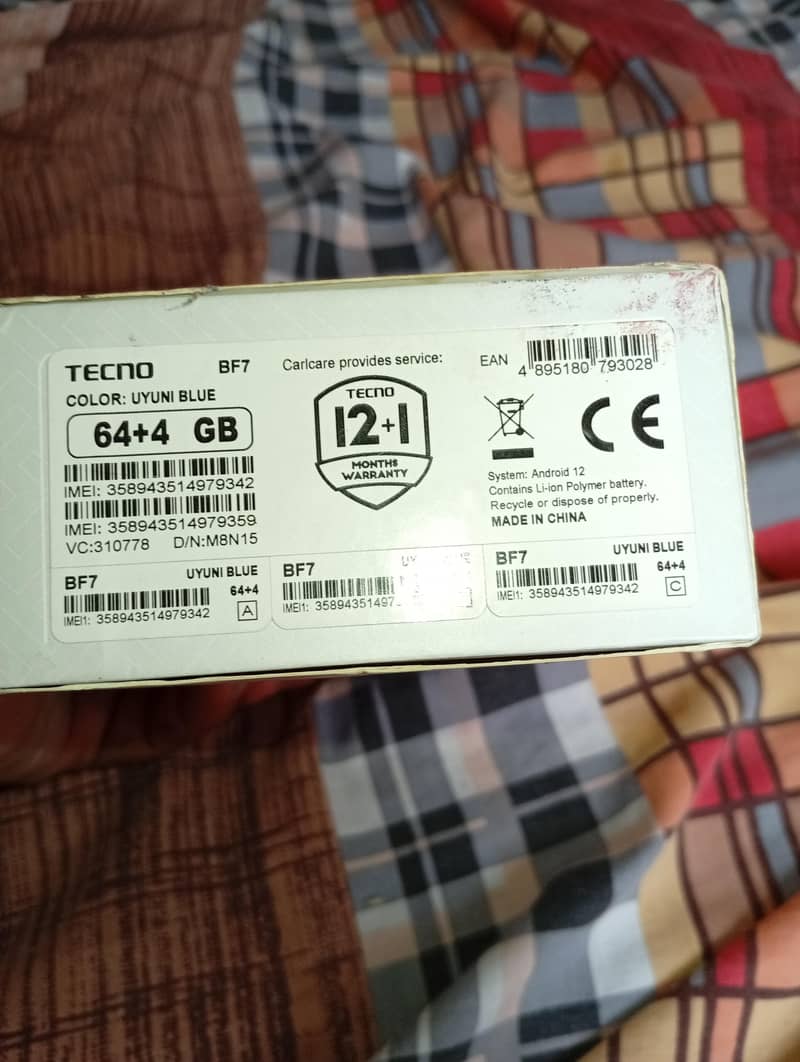 TECNO BF7
COLOR: UYUNI BLUE
64+4 GB
IMEI: 358943514979342
IMEI: 358943514979359
VC:310778 D/N:M8N15
Carlcare provides service:
TECNO
12+1
MONTHS
WARRANTY
EAN 4 895180 793028
CE
System: Android 12
Contains Li-ion Polymer battery.
Recycle or dispose of properly.
MADE IN CHINA
BF7 UYUNI BLUE
64+4
IMEI1: 358943514979342 A
BF7
IMEI1: 35894351497
BF7 UYUNI BLUE
64+4
IMEI1: 358943514979342 C